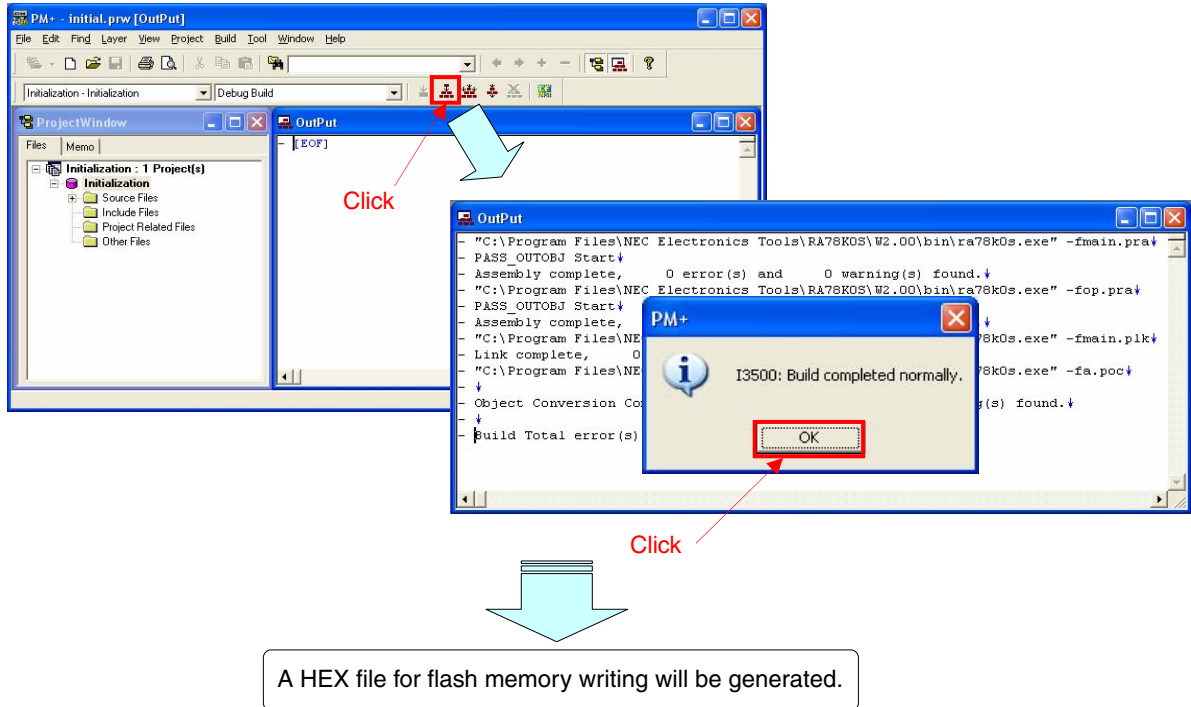 PM+ - initial.prw [OutPut]
File Edit Find Layer View Project Build Tool Window Help
Initialization - Initialization Debug Build
ProjectWindow
Files Memo
Initialization : 1 Project(s)
Initialization
Source Files
Include Files
Project Related Files
Other Files
OutPut
[EOF]
Click
OutPut
"C:\Program Files\NEC Electronics Tools\RA78K0S\W2.00\bin\ra78k0s.exe" -fmain.pra
PASS_OUTOBJ Start
Assembly complete, 0 error(s) and 0 warning(s) found.
"C:\Program Files\NEC Electronics Tools\RA78K0S\W2.00\bin\ra78k0s.exe" -fop.pra
PASS_OUTOBJ Start
Assembly complete,
"C:\Program Files\NE 78k0s.exe" -fmain.plk
Link complete, 0
"C:\Program Files\NE 78k0s.exe" -fa.poc
Object Conversion Co g(s) found.
Build Total error(s)
PM+
I3500: Build completed normally.
OK
Click
A HEX file for flash memory writing will be generated.